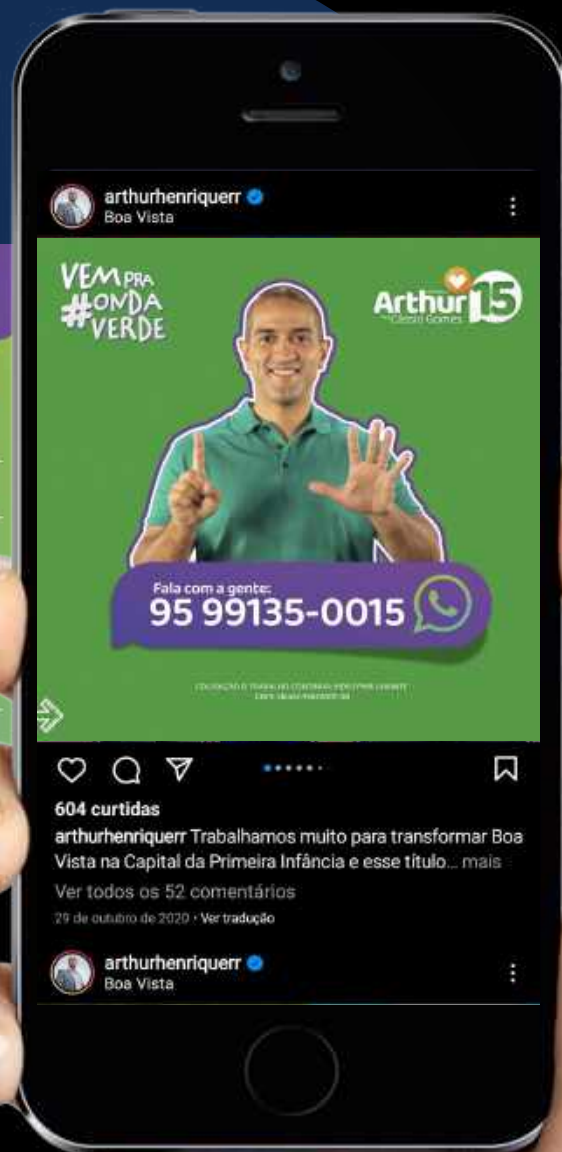 arthurhenriquerr
Boa Vista
VEM PRA
#ONDA
VERDE
Arthur 15
Cássio Gomes
Fala com a gente:
95 99135-0015
604 curtidas
arthurhenriquerr Trabalhamos muito para transformar Boa
Vista na Capital da Primeira Infância e esse título... mais
Ver todos os 52 comentários
29 de outubro de 2020 • Ver tradução
arthurhenriquerr
Boa Vista